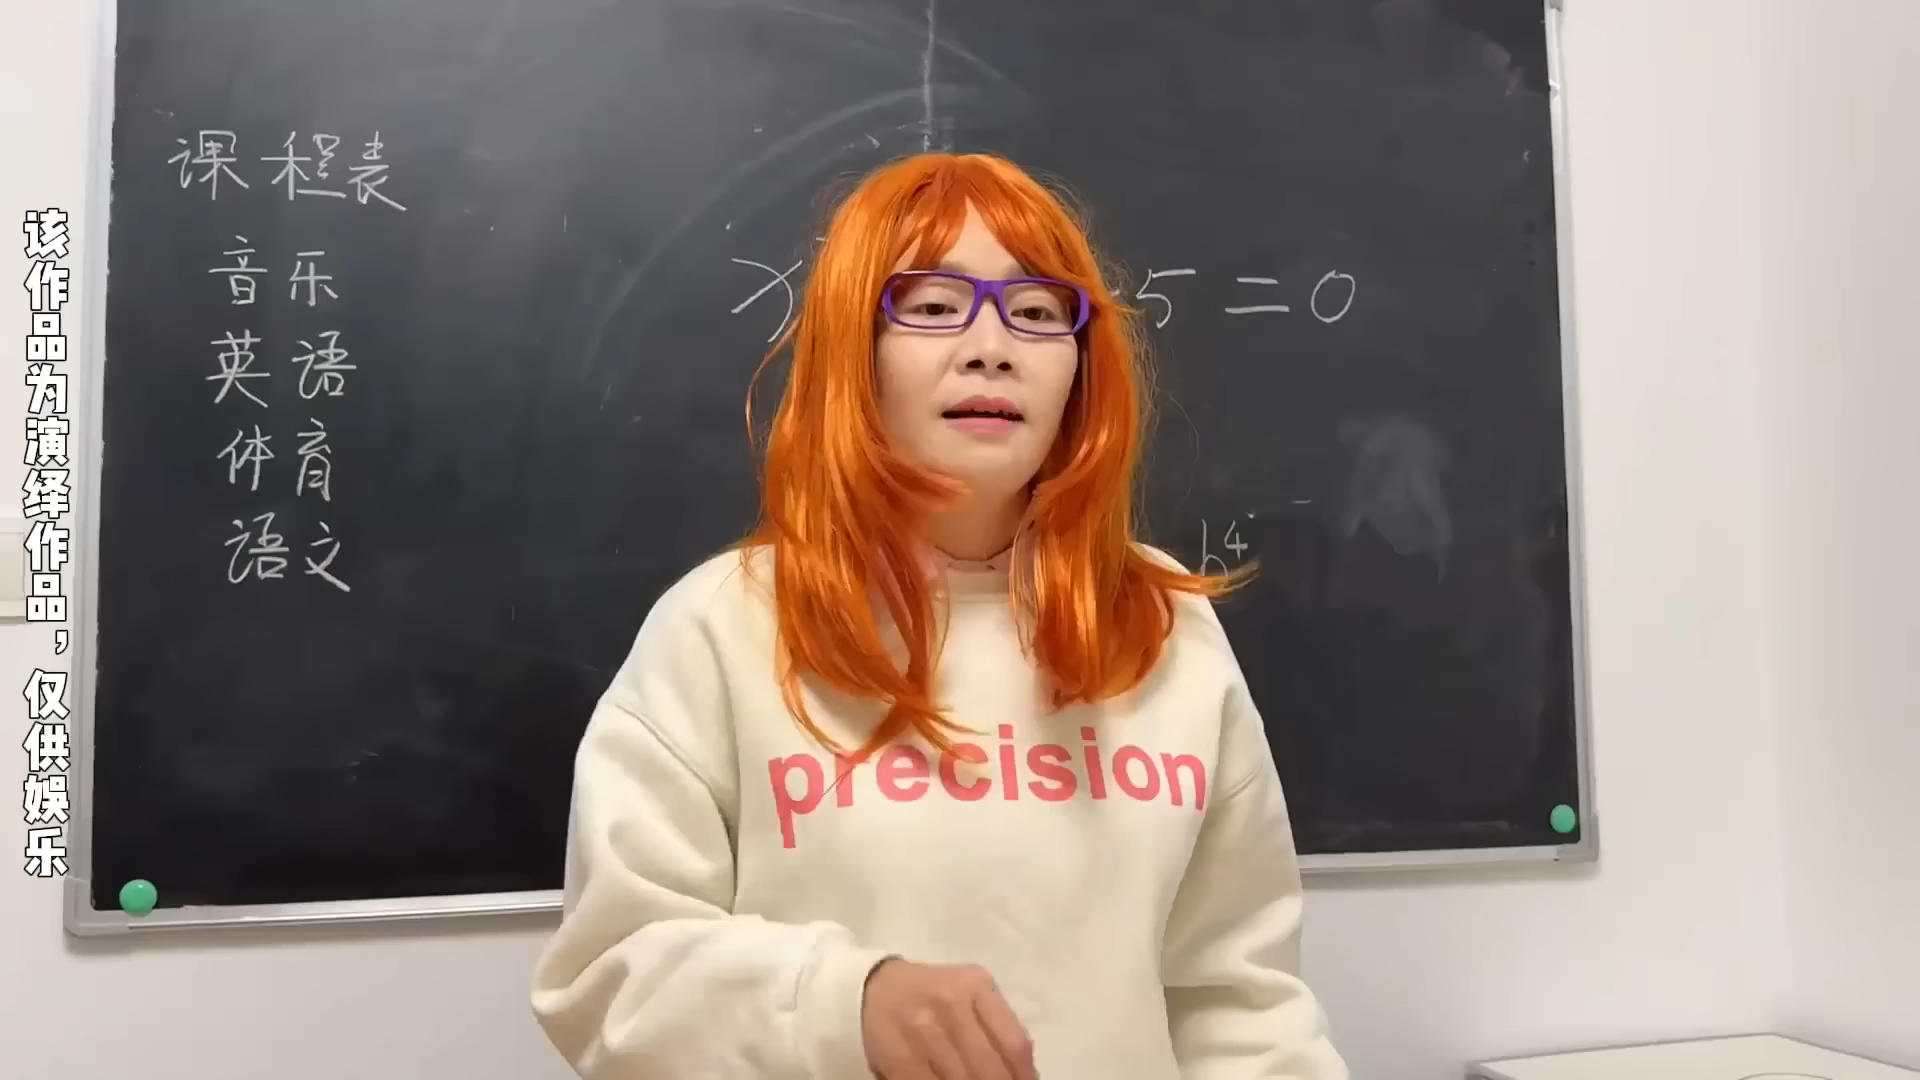 该作品为演绎作品，仅供娱乐
课程表
音乐
英语
体育
语文
x
5=0
b⁴
precision